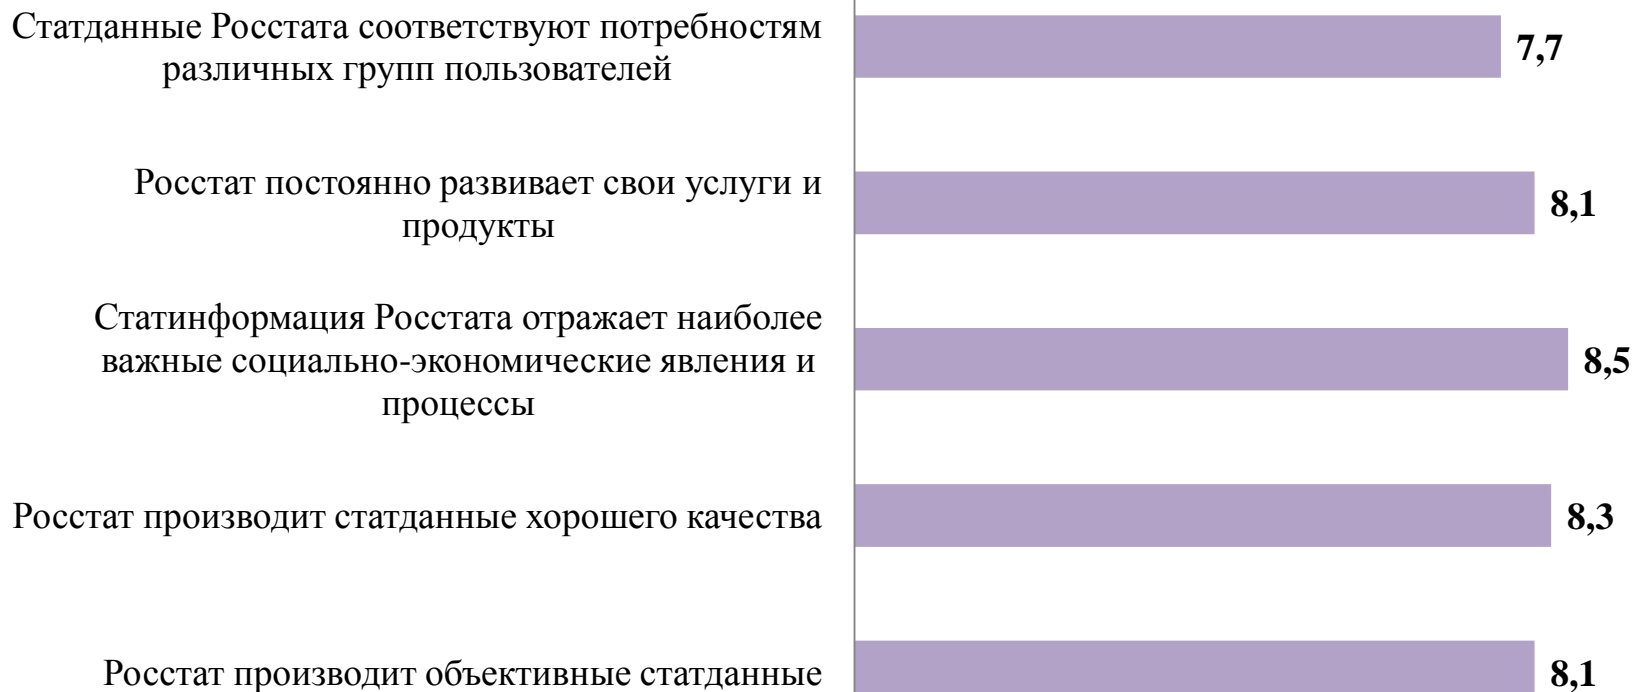 Статданные Росстата соответствуют потребностям
различных групп пользователей
7,7
Росстат постоянно развивает свои услуги и
продукты
8,1
Статинформация Росстата отражает наиболее
важные социально-экономические явления и
процессы
8,5
Росстат производит статданные хорошего качества
8,3
Росстат производит объективные статданные
8,1